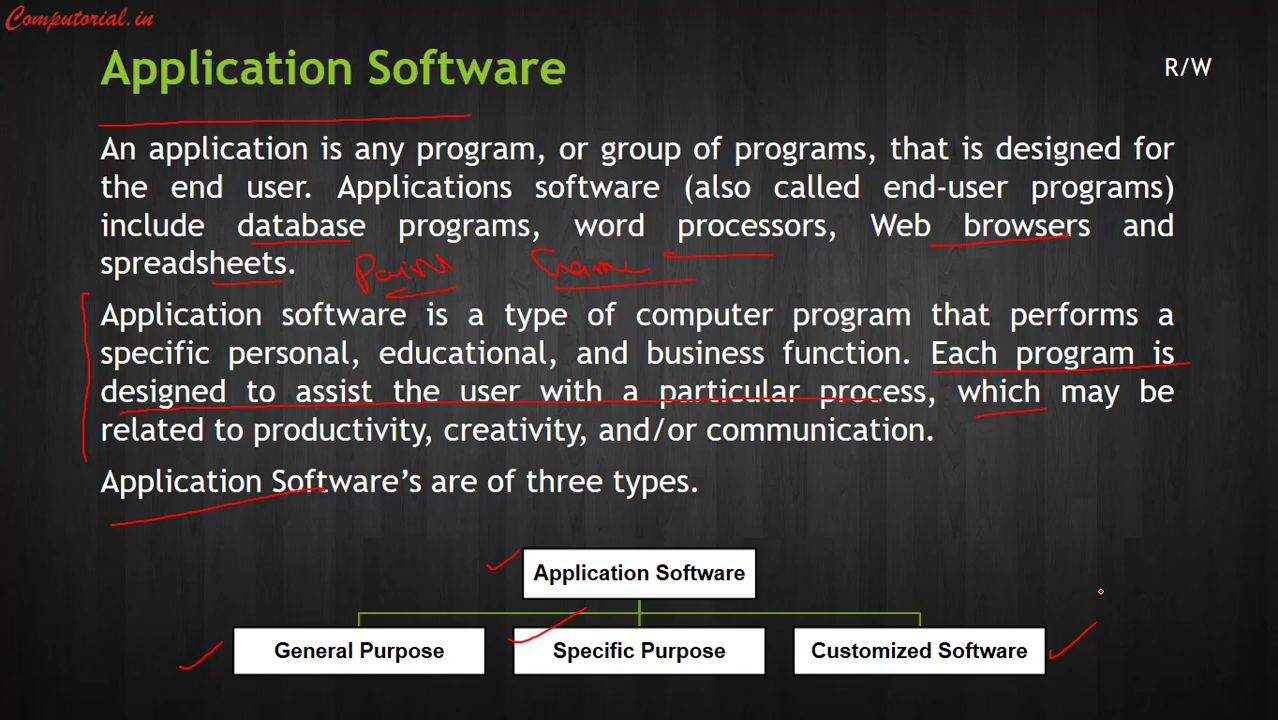 Computorial.in
Application Software
R/W
An application is any program, or group of programs, that is designed for
the end user. Applications software (also called end-user programs)
include database programs, word processors, Web browsers and
spreadsheets.
Paint Game
Application software is a type of computer program that performs a
specific personal, educational, and business function. Each program is
designed to assist the user with a particular process, which may be
related to productivity, creativity, and/or communication.
Application Software’s are of three types.
Application Software
General Purpose
Specific Purpose
Customized Software